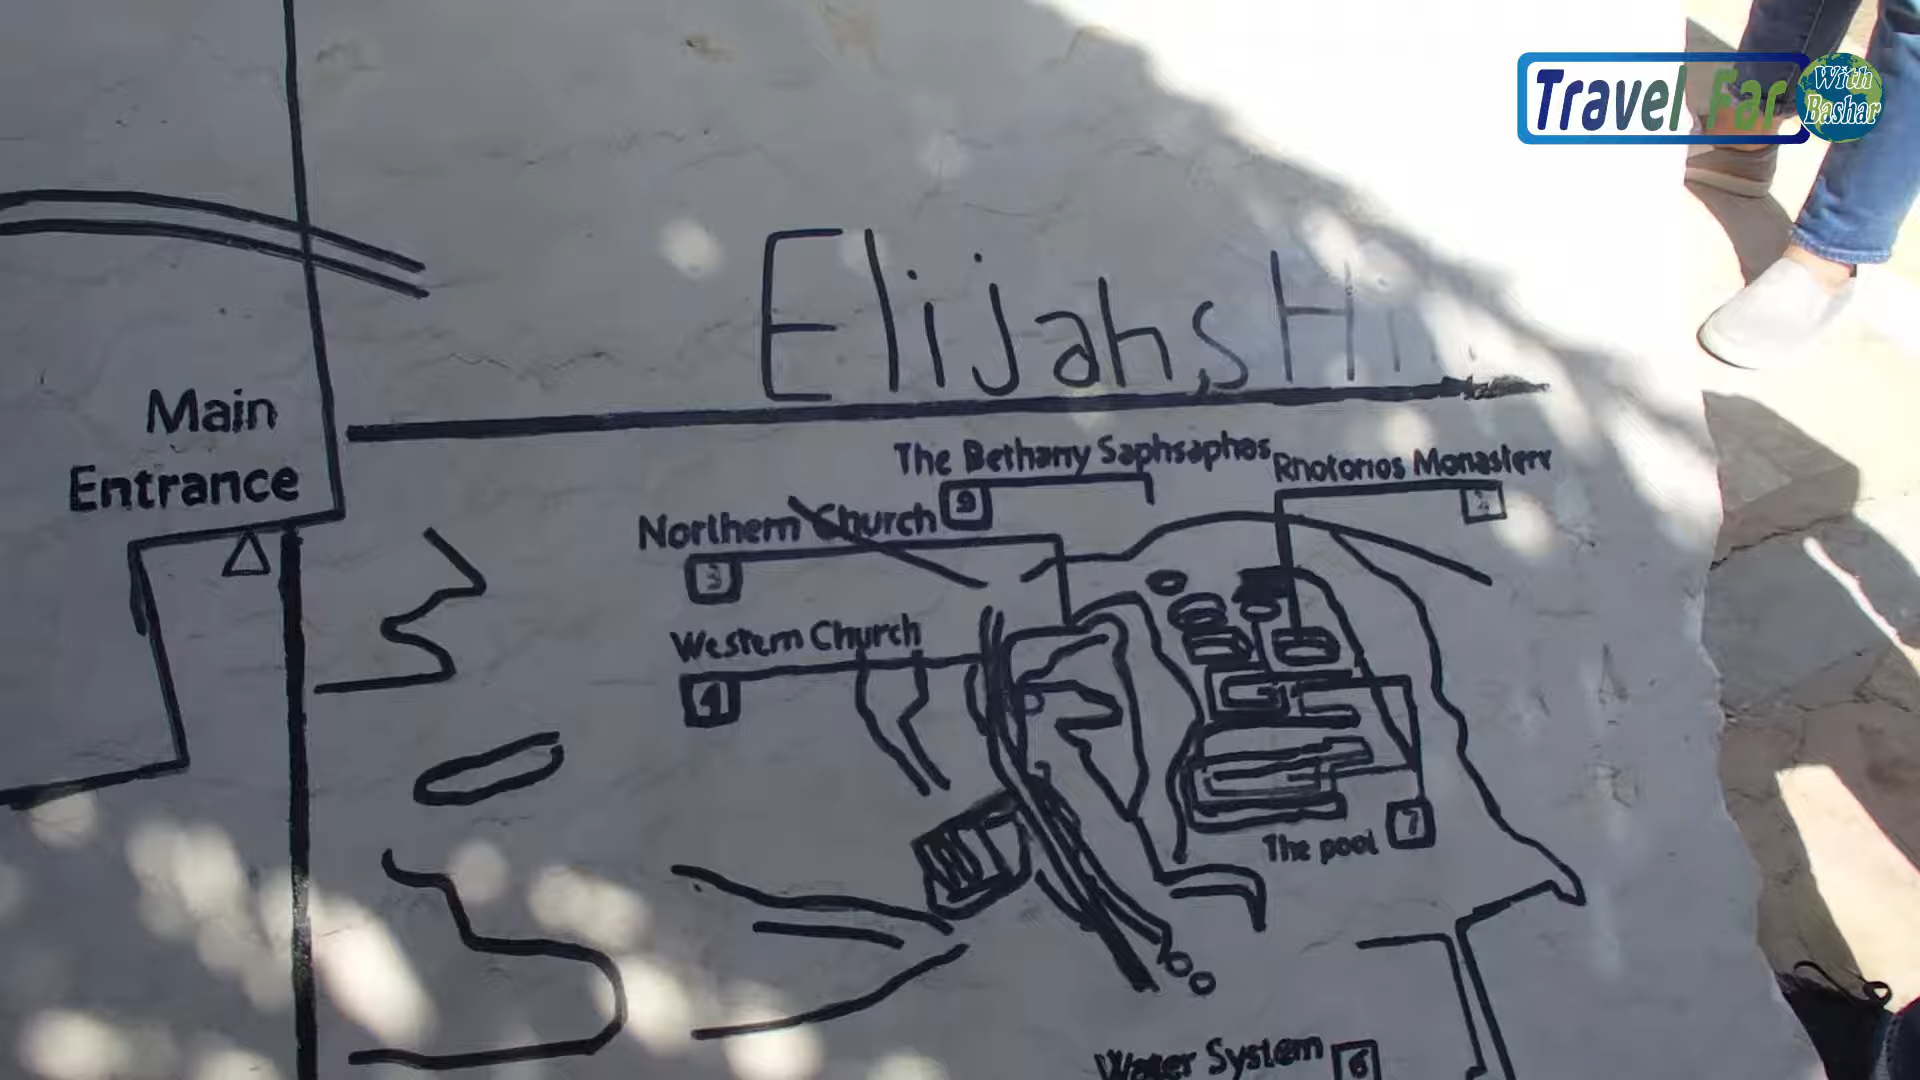 Travel Far
With
Bashar
Elijah,s H
Main
Entrance
The Bethany Saphsaphas
9
Rhotorios Monastery
Northern Church
3
Western Church
4
The pool
7
Water System
6